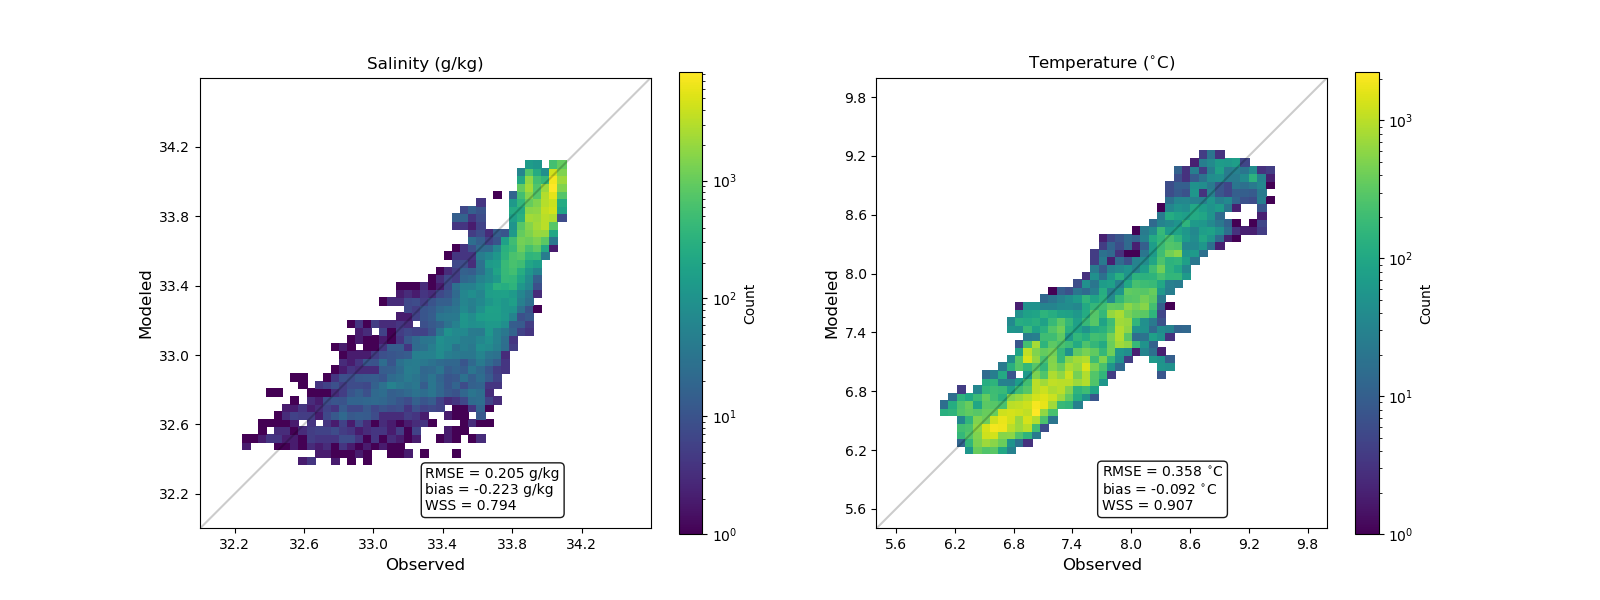 Salinity (g/kg)
34.2
33.8
33.4
33.0
32.6
32.2
Modeled
32.2 32.6 33.0 33.4 33.8 34.2
Observed
RMSE = 0.205 g/kg
bias = -0.223 g/kg
WSS = 0.794
10³
10²
10¹
10⁰
Count
Temperature (°C)
9.8
9.2
8.6
8.0
7.4
6.8
6.2
5.6
Modeled
5.6 6.2 6.8 7.4 8.0 8.6 9.2 9.8
Observed
RMSE = 0.358 °C
bias = -0.092 °C
WSS = 0.907
10³
10²
10¹
10⁰
Count